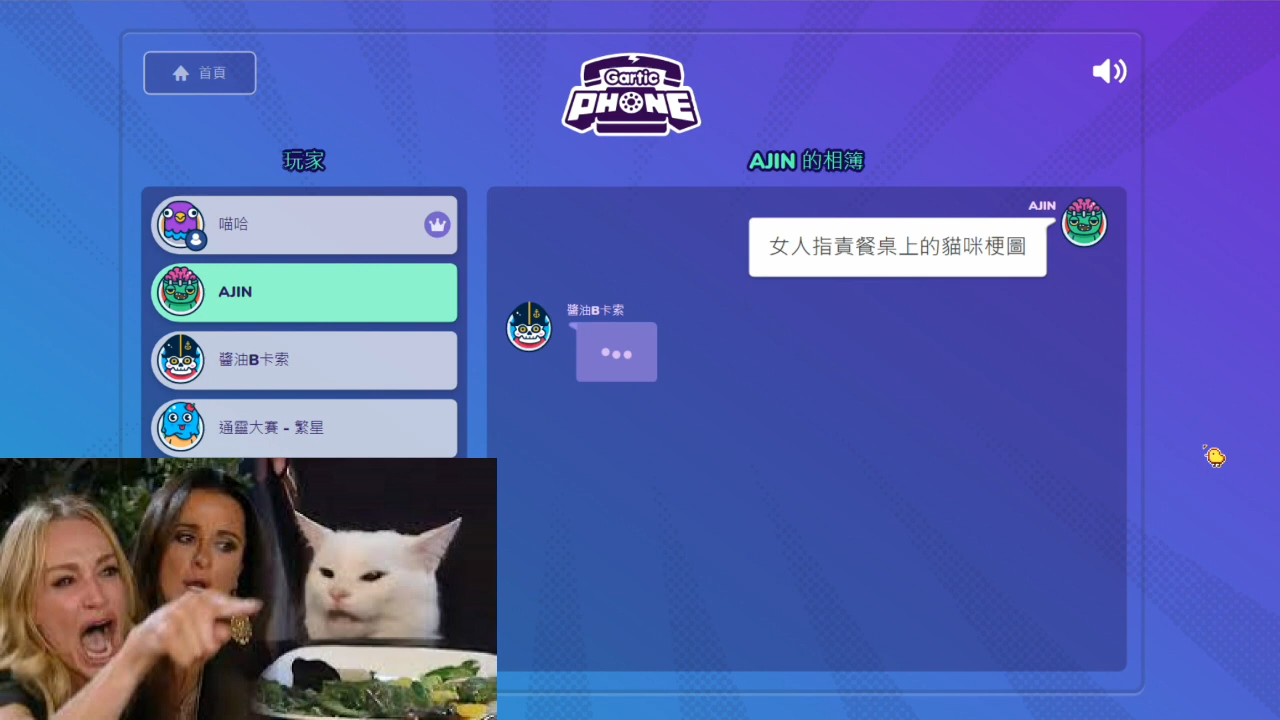 首頁
Gartic
PHONE
玩家
AJIN 的相簿
喵哈
AJIN
醬油B卡索
通靈大賽 - 繁星
AJIN
女人指責餐桌上的貓咪梗圖
醬油B卡索